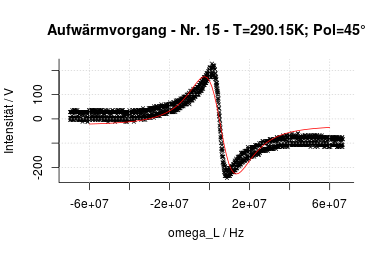 Aufwärmvorgang - Nr. 15 - T=290.15K; Pol=45°
Intensität / V
100
0
-200
-6e+07
-2e+07
2e+07
6e+07
omega_L / Hz